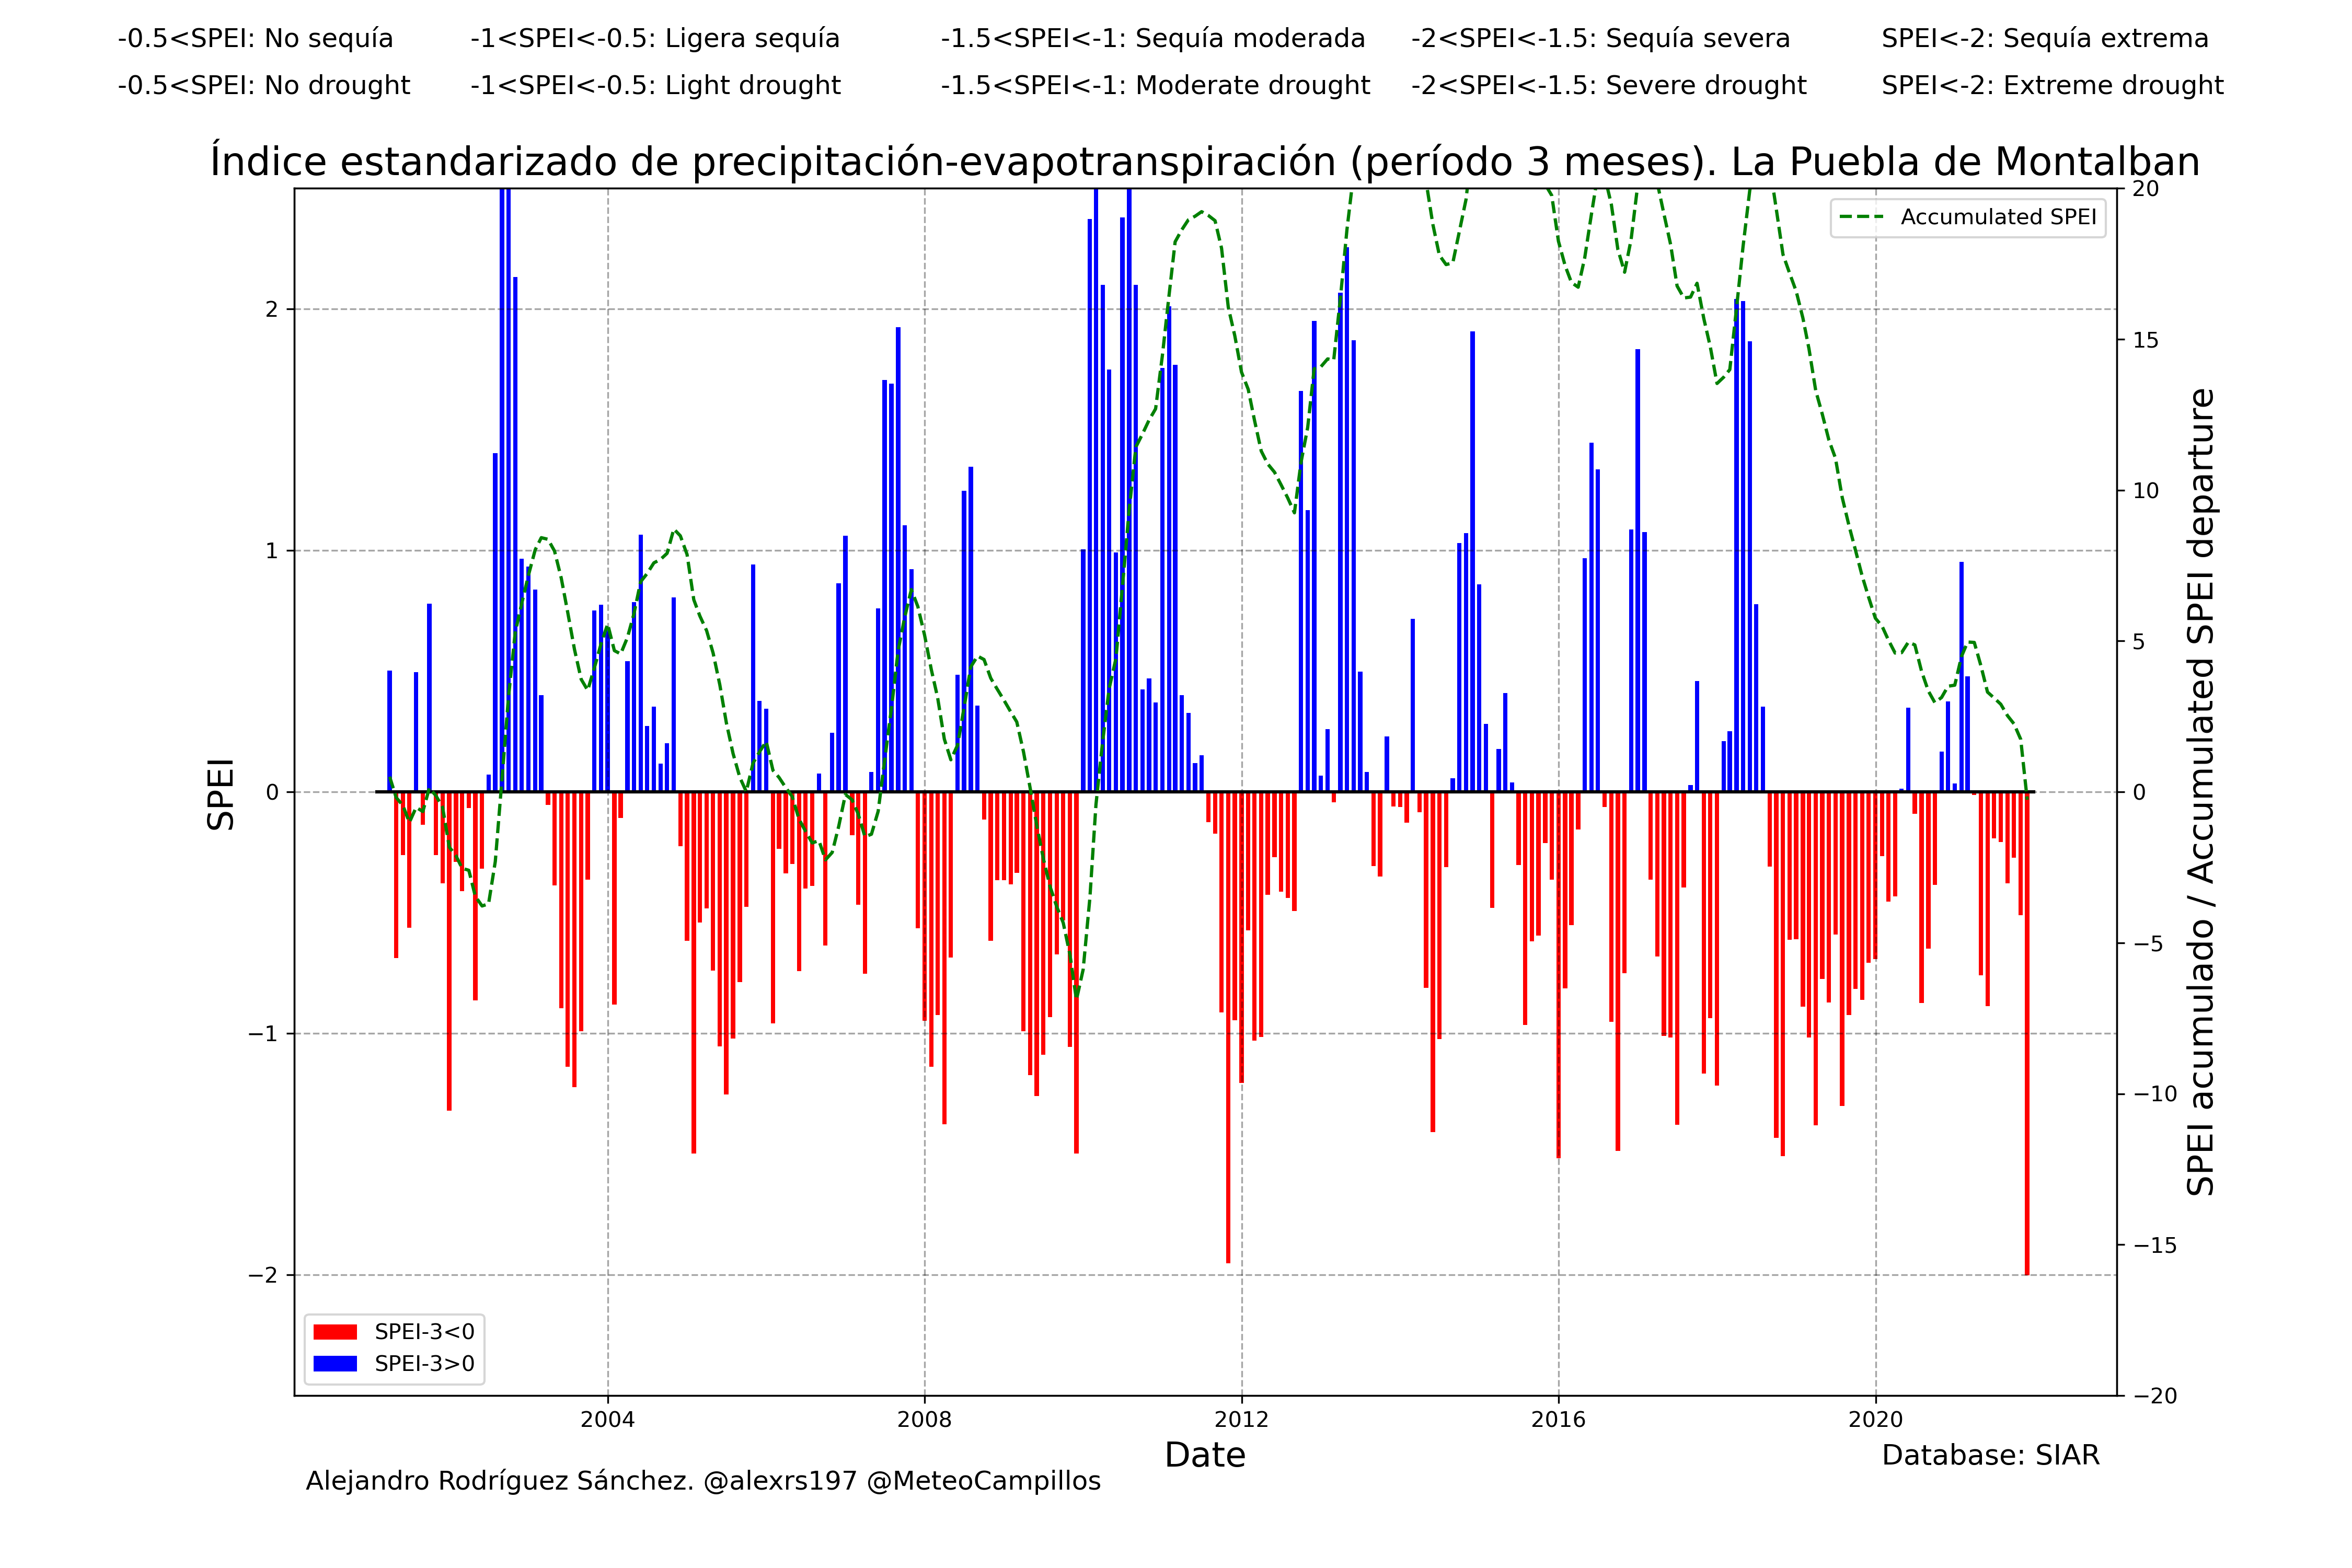 -0.5<SPEI: No sequía -1<SPEI<-0.5: Ligera sequía -1.5<SPEI<-1: Sequía moderada -2<SPEI<-1.5: Sequía severa SPEI<-2: Sequía extrema
-0.5<SPEI: No drought -1<SPEI<-0.5: Light drought -1.5<SPEI<-1: Moderate drought -2<SPEI<-1.5: Severe drought SPEI<-2: Extreme drought
Índice estandarizado de precipitación-evapotranspiración (período 3 meses). La Puebla de Montalban
Accumulated SPEI
SPEI
2
1
0
−1
−2
20
15
10
5
0
−5
−10
−15
−20
SPEI acumulado / Accumulated SPEI departure
SPEI-3<0
SPEI-3>0
2004 2008 2012 2016 2020
Date
Database: SIAR
Alejandro Rodríguez Sánchez. @alexrs197 @MeteoCampillos